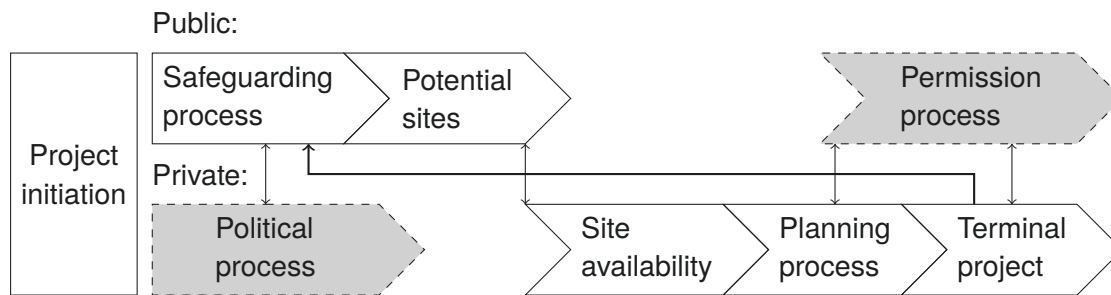 Public:
Safeguarding
process
Potential
sites
Permission
process
Project
initiation
Private:
Political
process
Site
availability
Planning
process
Terminal
project